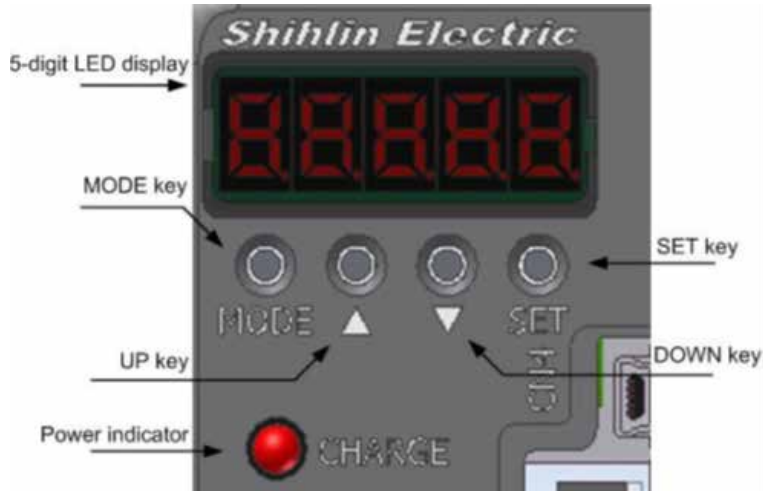 Shihlin Electric
5-digit LED display
88888
MODE key
SET key
MODE
SET
UP key
DOWN key
Power indicator
CHARGE